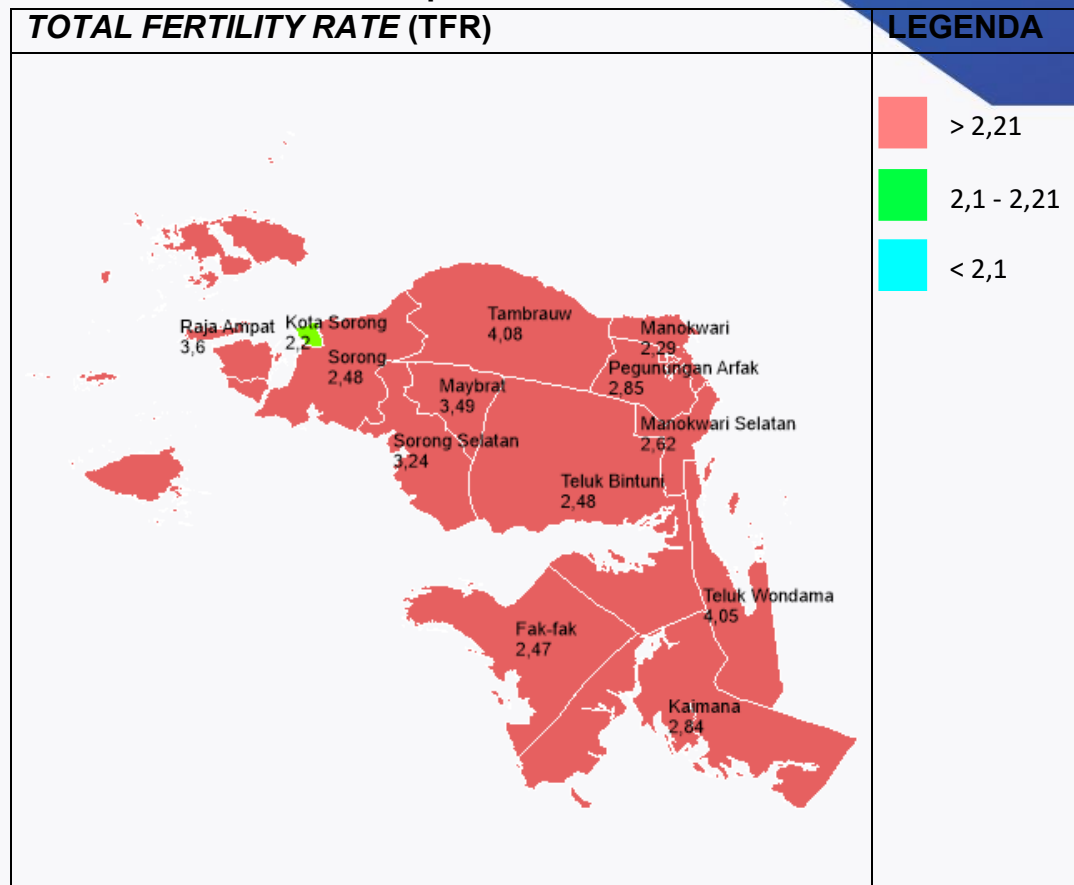 TOTAL FERTILITY RATE (TFR)
LEGENDA
> 2,21
2,1 - 2,21
< 2,1
Raja Ampat
3,6
Kota Sorong
2,2
Sorong
2,48
Tambrauw
4,08
Manokwari
2,29
Pegunungan Arfak
2,85
Maybrat
3,49
Manokwari Selatan
2,62
Sorong Selatan
3,24
Teluk Bintuni
2,48
Teluk Wondama
4,05
Fak-fak
2,47
Kaimana
2,84